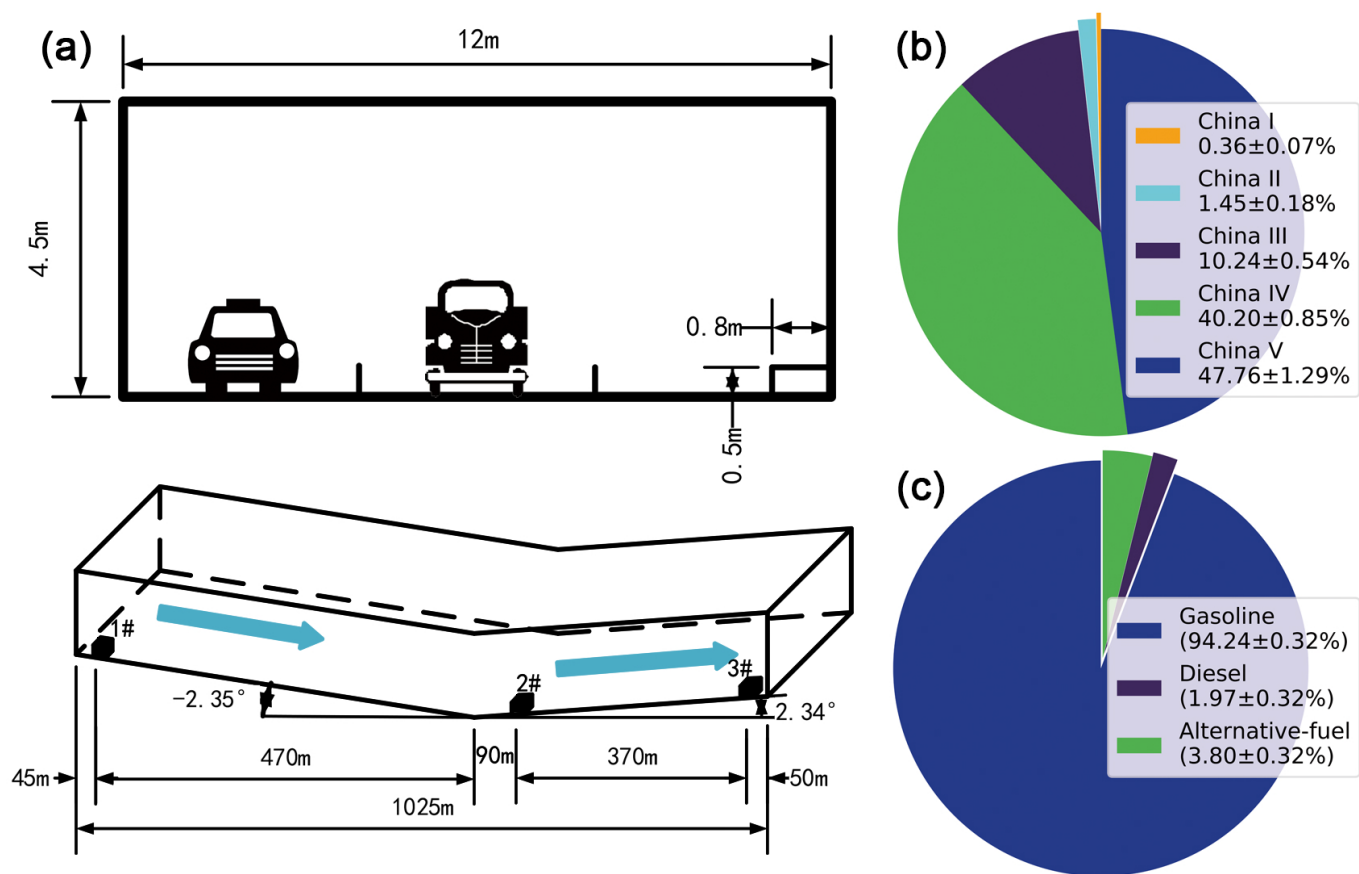 (a)
12m
4.5m
0.8m
0.5m
1#
2#
3#
−2.35°
2.34°
45m
470m
90m
370m
50m
1025m
(b)
China I
0.36±0.07%
China II
1.45±0.18%
China III
10.24±0.54%
China IV
40.20±0.85%
China V
47.76±1.29%
(c)
Gasoline
(94.24±0.32%)
Diesel
(1.97±0.32%)
Alternative-fuel
(3.80±0.32%)